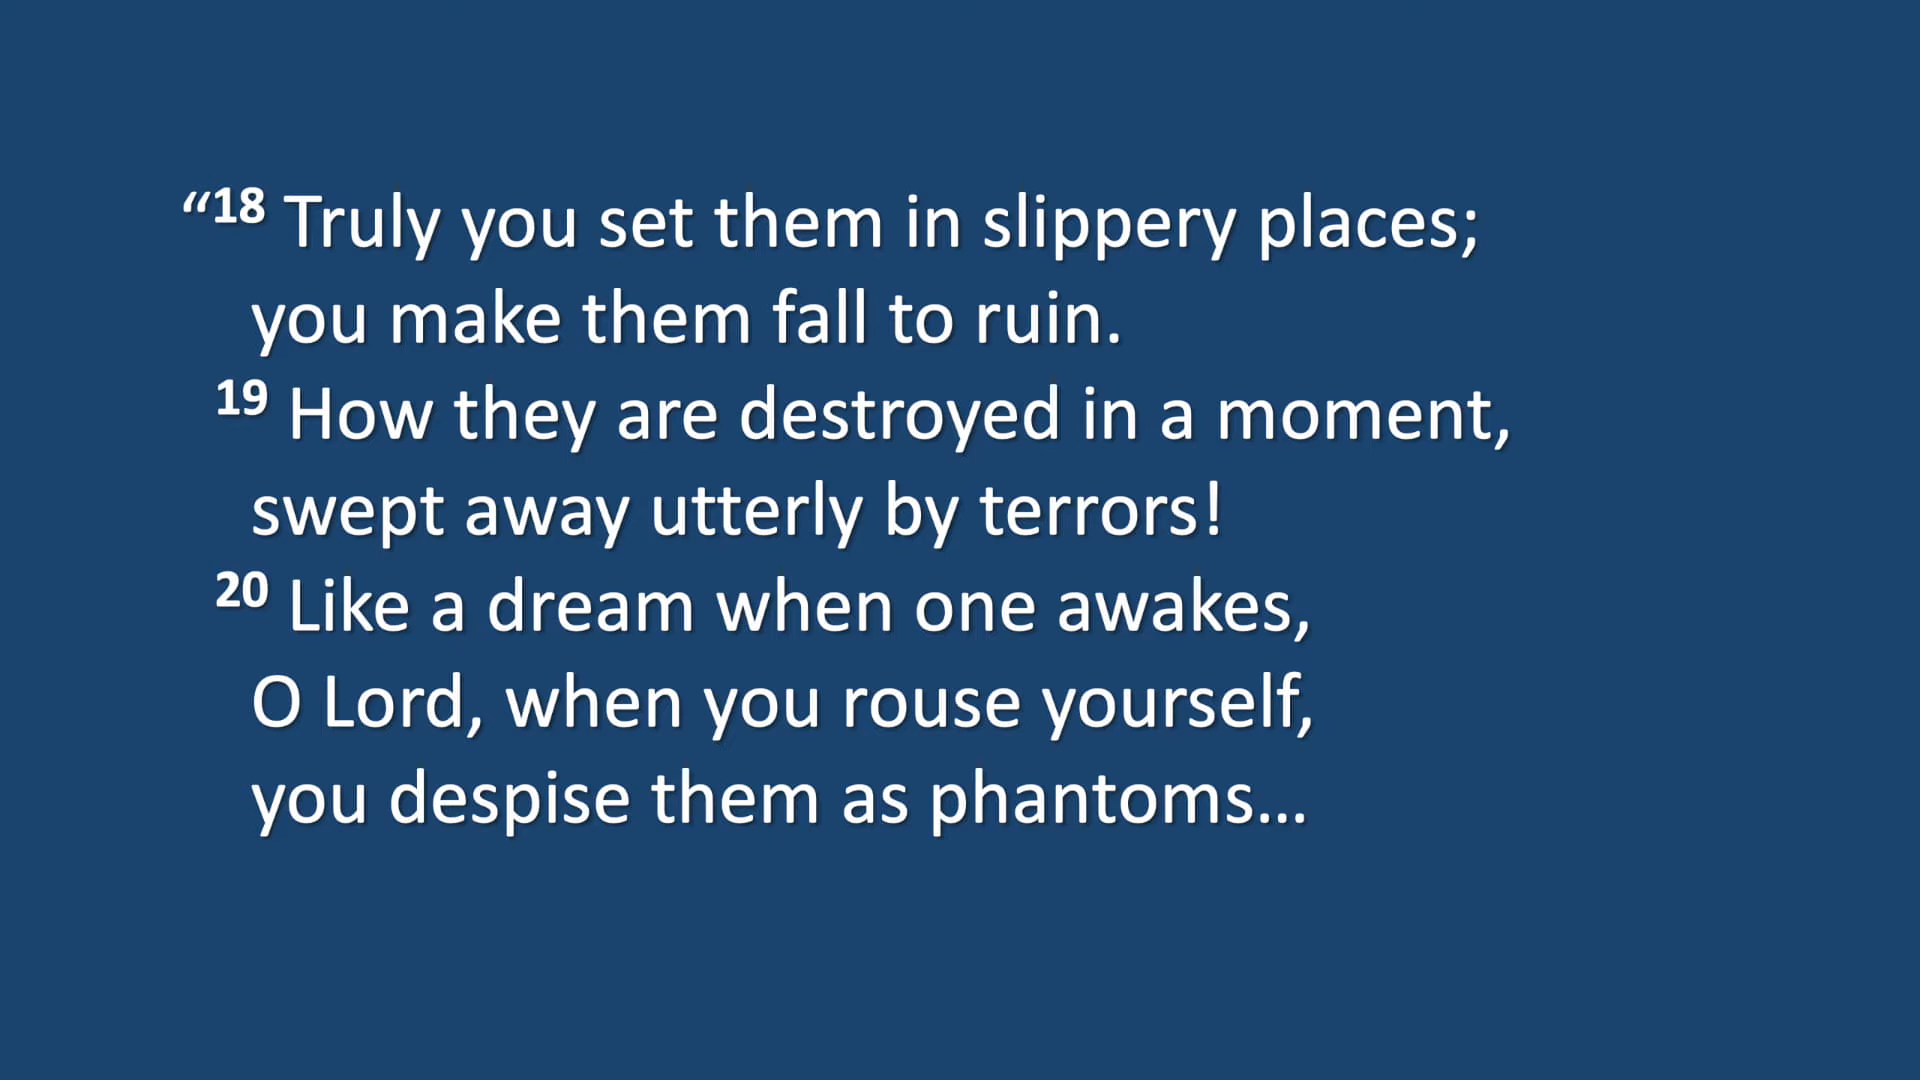 “18 Truly you set them in slippery places;
you make them fall to ruin.
19 How they are destroyed in a moment,
swept away utterly by terrors!
20 Like a dream when one awakes,
O Lord, when you rouse yourself,
you despise them as phantoms…